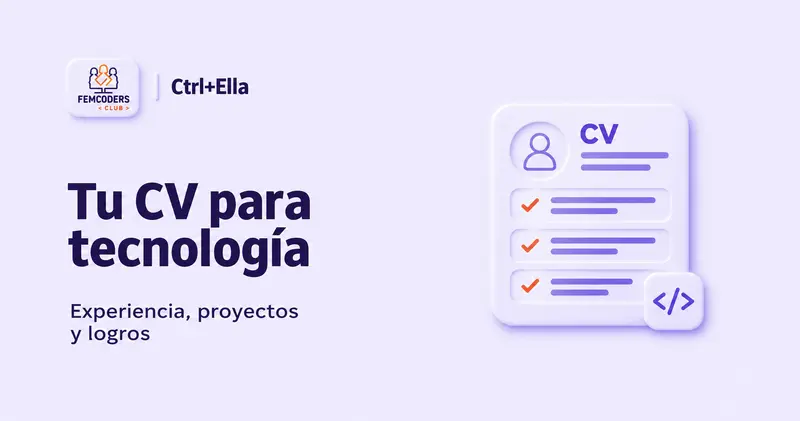 FEMCODERS
< CLUB >
Ctrl+Ella
Tu CV para
tecnología
Experiencia, proyectos
y logros
CV
</>